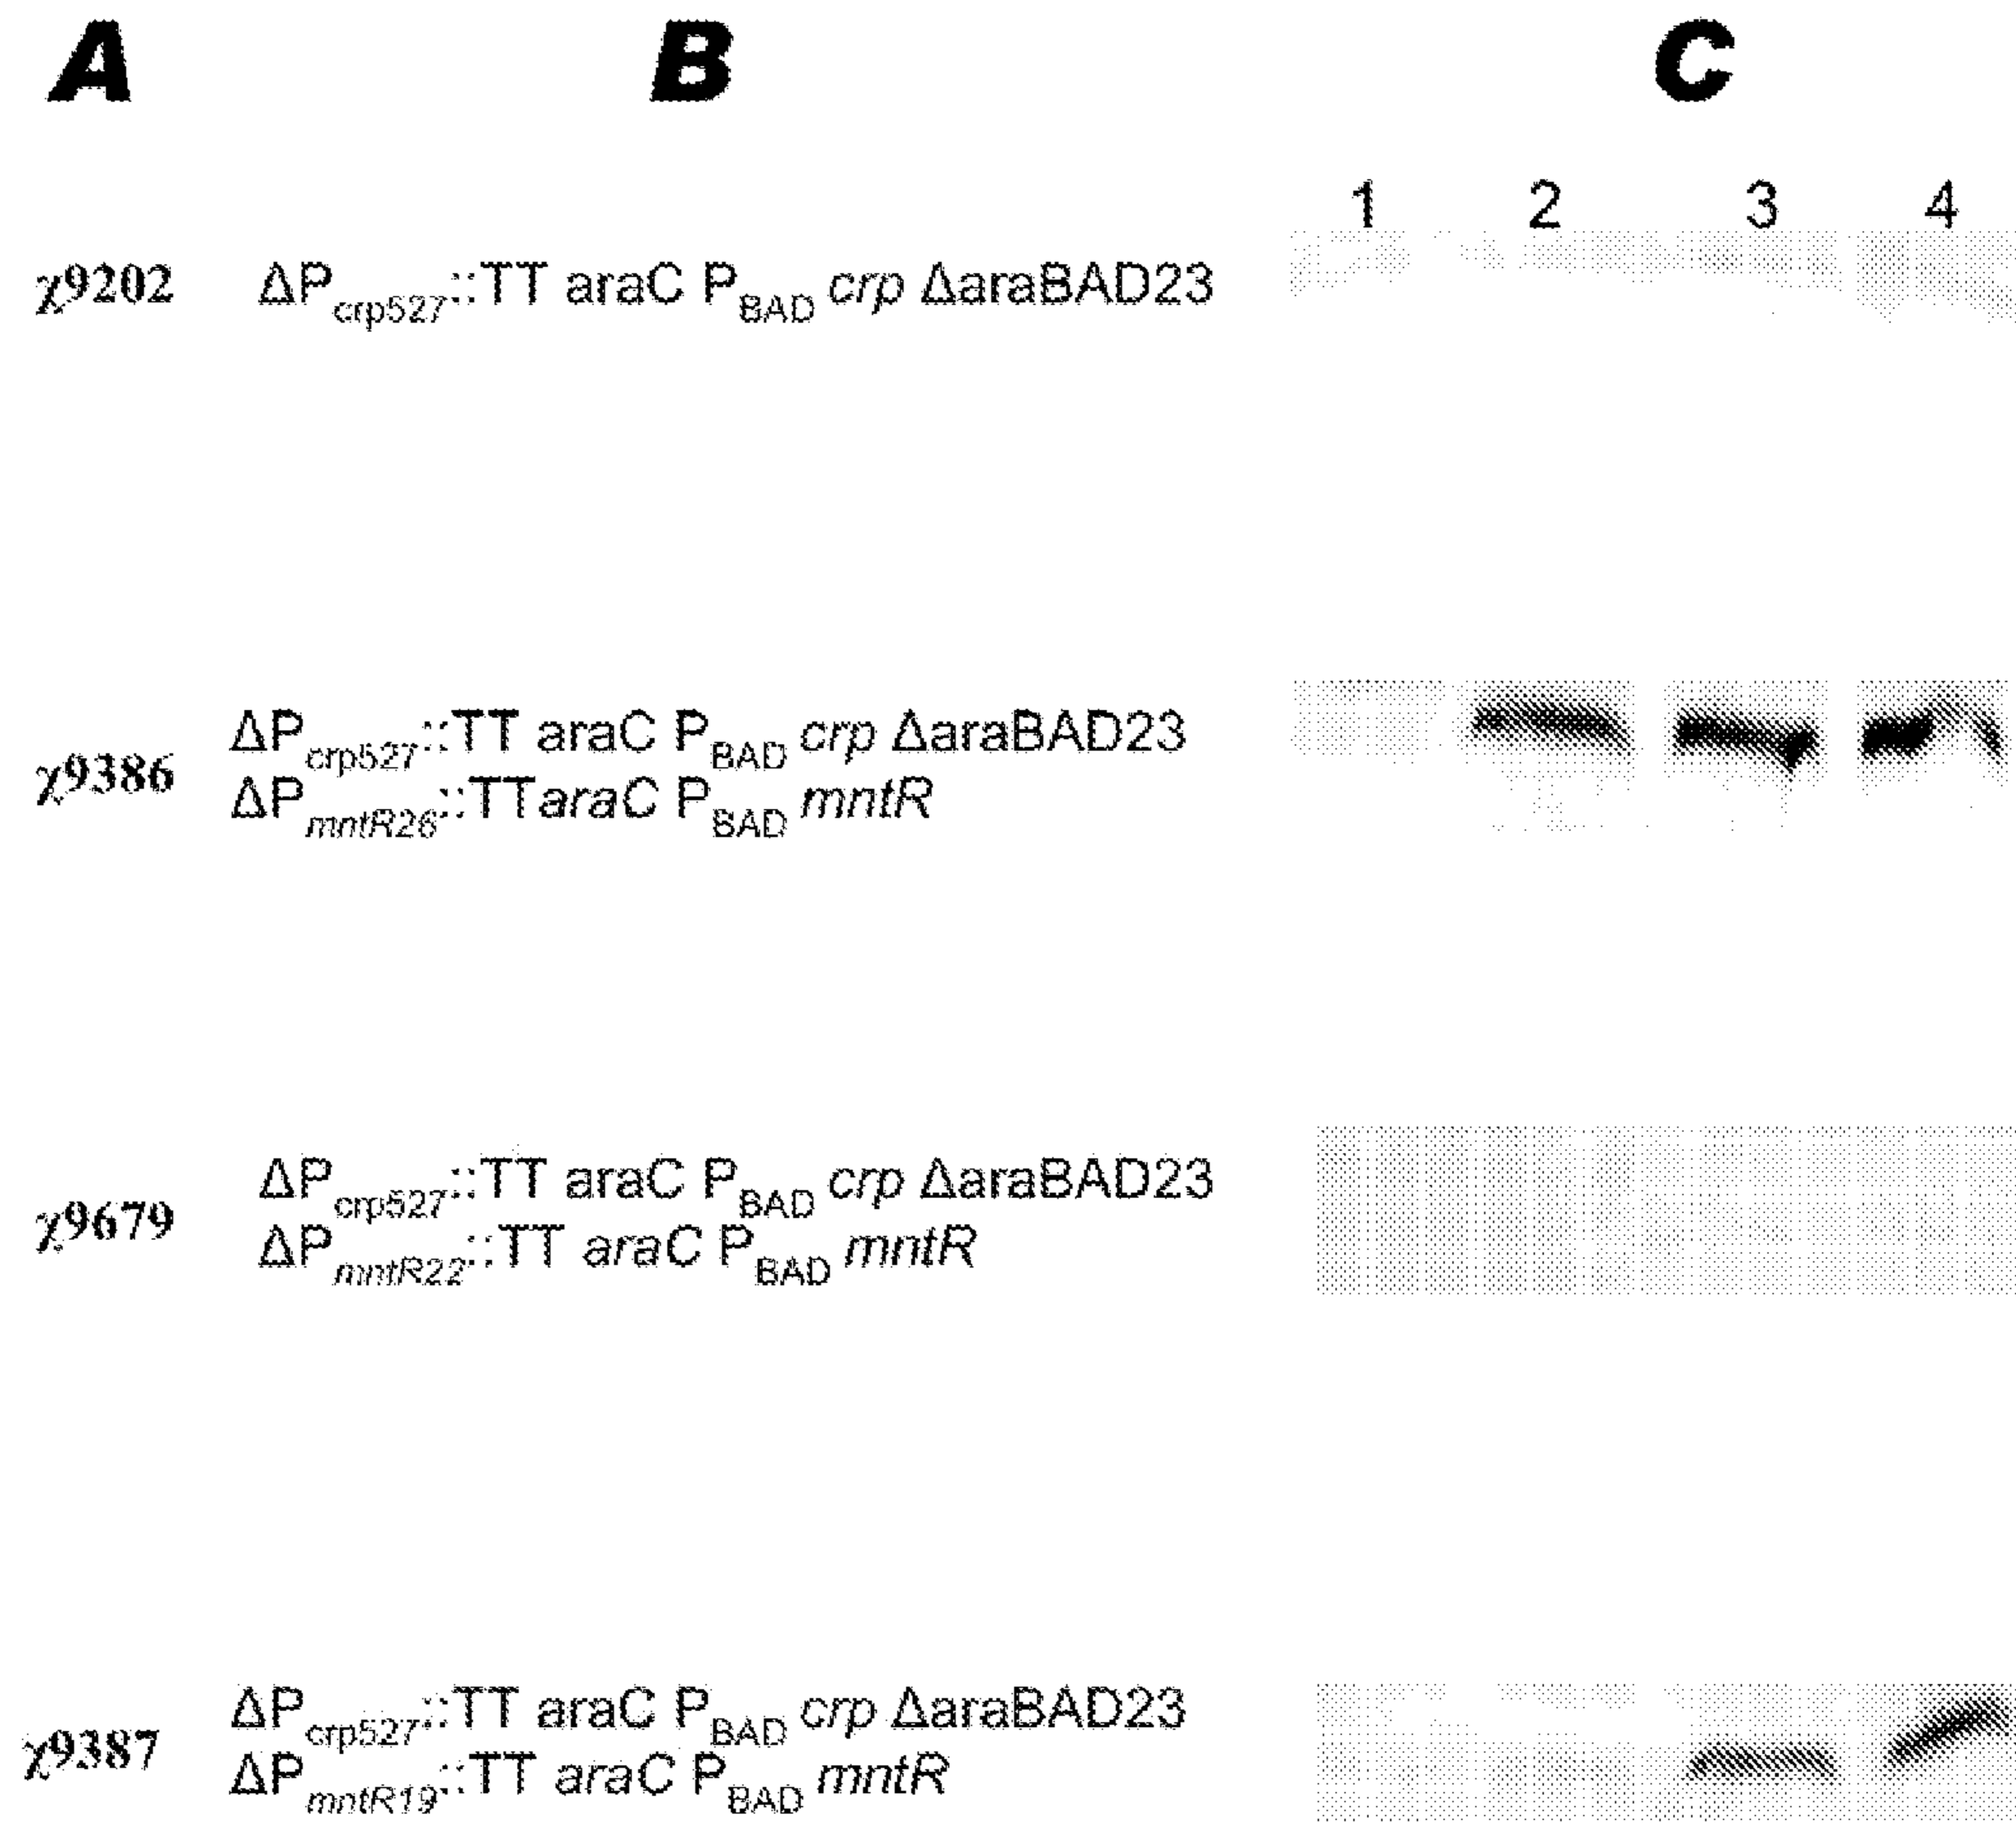 A B C
1 2 3 4
χ9202 ΔPcrp527::TT araC PBAD crp ΔaraBAD23
χ9386 ΔPcrp527::TT araC PBAD crp ΔaraBAD23
ΔPmntR26::TTaraC PBAD mntR
χ9679 ΔPcrp527::TT araC PBAD crp ΔaraBAD23
ΔPmntR22::TT araC PBAD mntR
χ9387 ΔPcrp527::TT araC PBAD crp ΔaraBAD23
ΔPmntR19::TT araC PBAD mntR